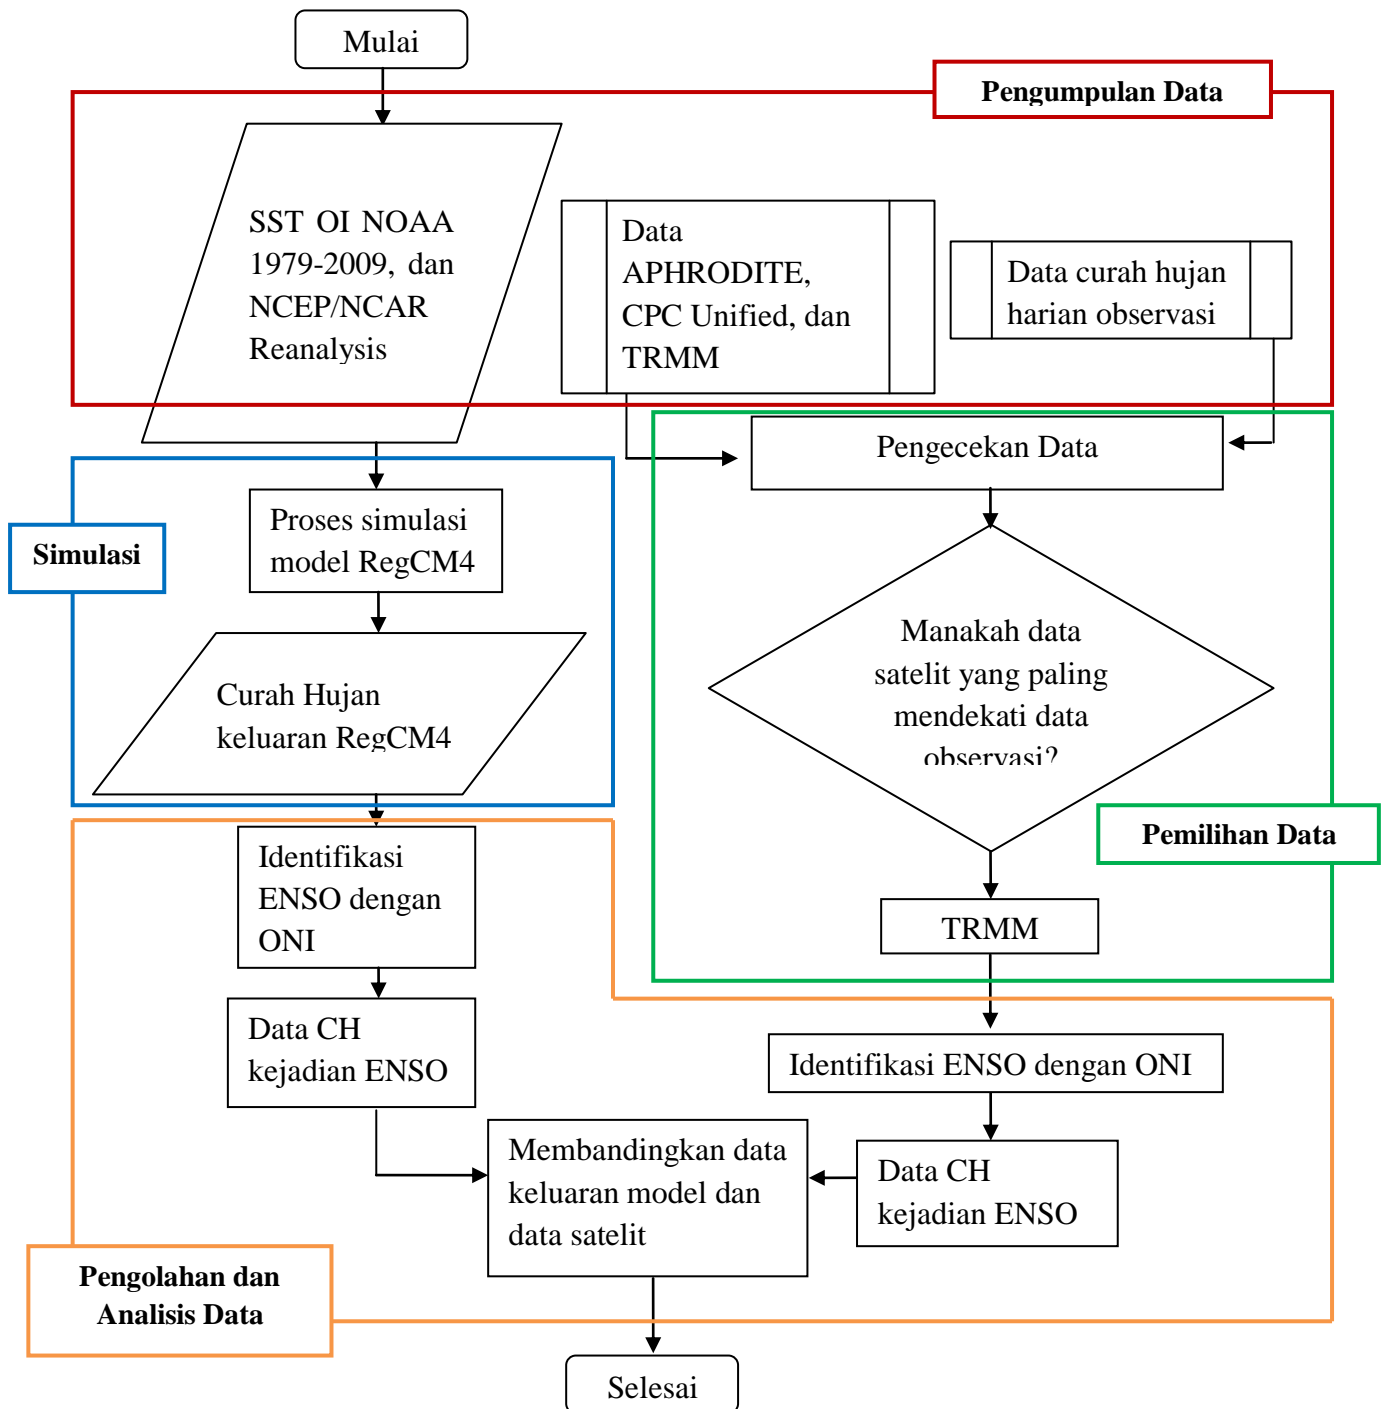 Mulai
Pengumpulan Data
SST OI NOAA
1979-2009, dan
NCEP/NCAR
Reanalysis
Data
APHRODITE,
CPC Unified, dan
TRMM
Data curah hujan
harian observasi
Pengecekan Data
Simulasi
Proses simulasi
model RegCM4
Manakah data
satelit yang paling
mendekati data
observasi?
Curah Hujan
keluaran RegCM4
Pemilihan Data
Identifikasi
ENSO dengan
ONI
TRMM
Data CH
kejadian ENSO
Identifikasi ENSO dengan ONI
Membandingkan data
keluaran model dan
data satelit
Data CH
kejadian ENSO
Pengolahan dan
Analisis Data
Selesai